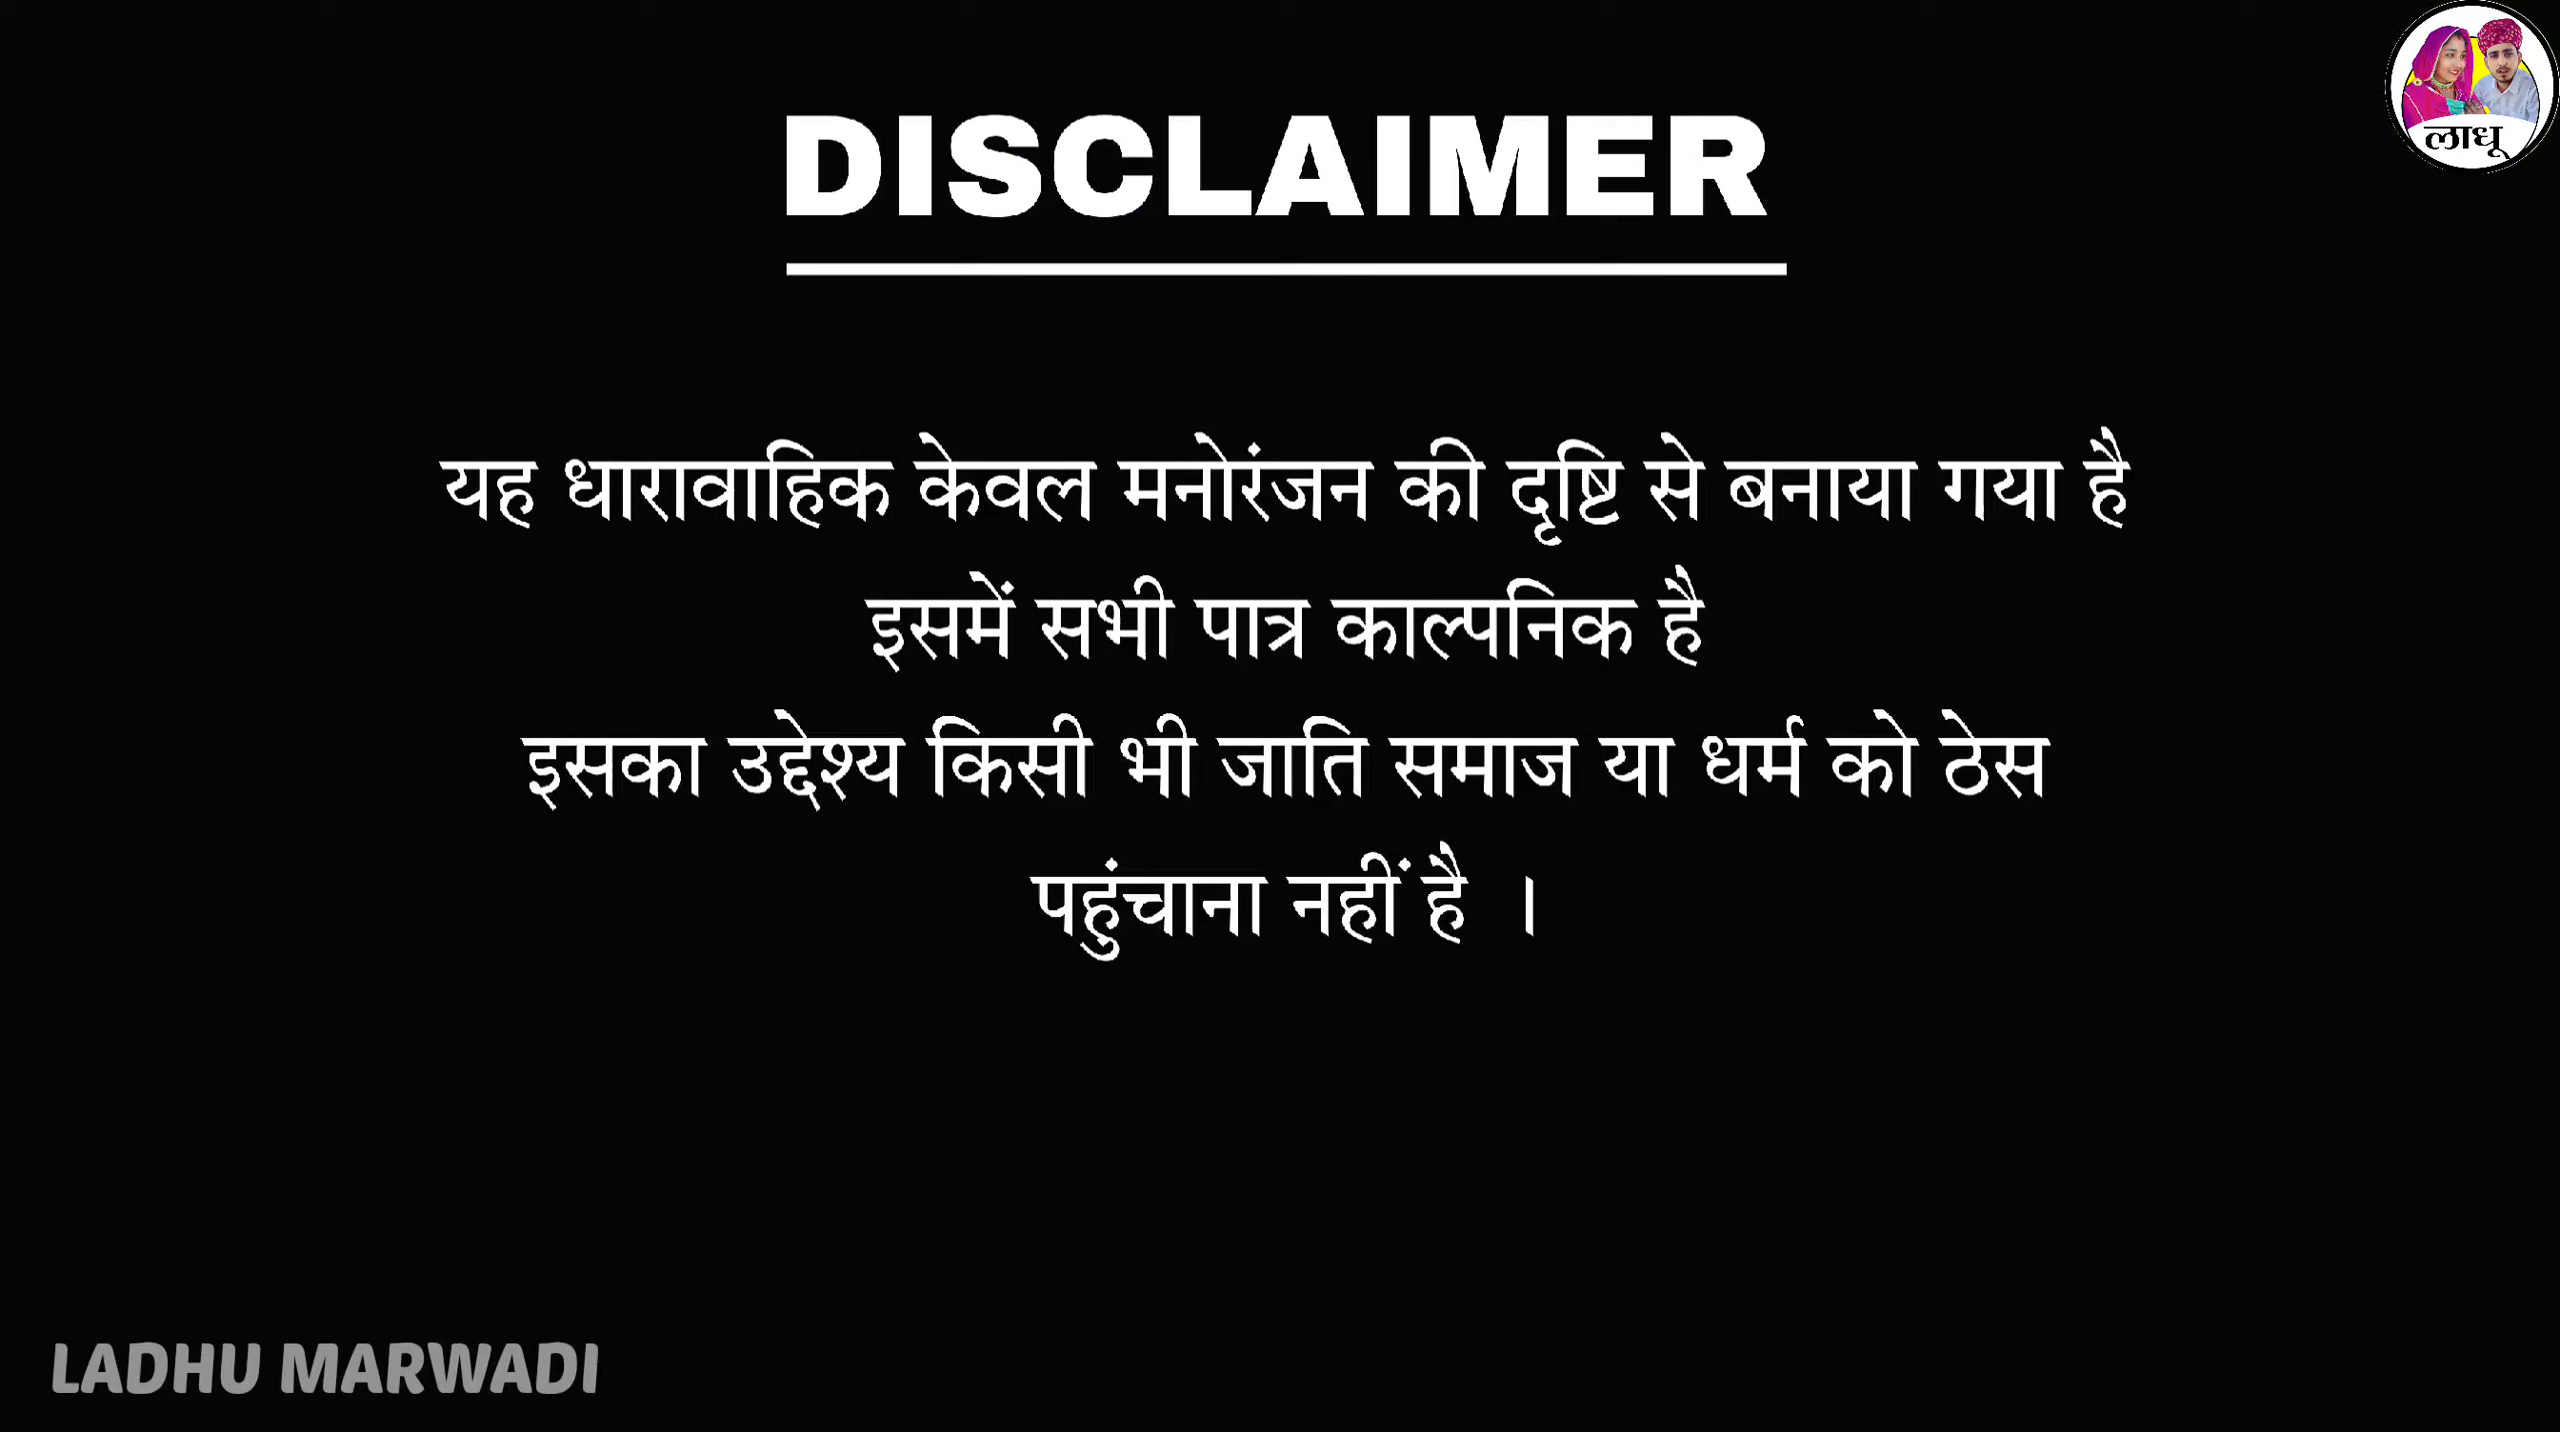 लाधू
DISCLAIMER
यह धारावाहिक केवल मनोरंजन की दृष्टि से बनाया गया है
इसमें सभी पात्र काल्पनिक है
इसका उद्देश्य किसी भी जाति समाज या धर्म को ठेस
पहुंचाना नहीं है ।
LADHU MARWADI